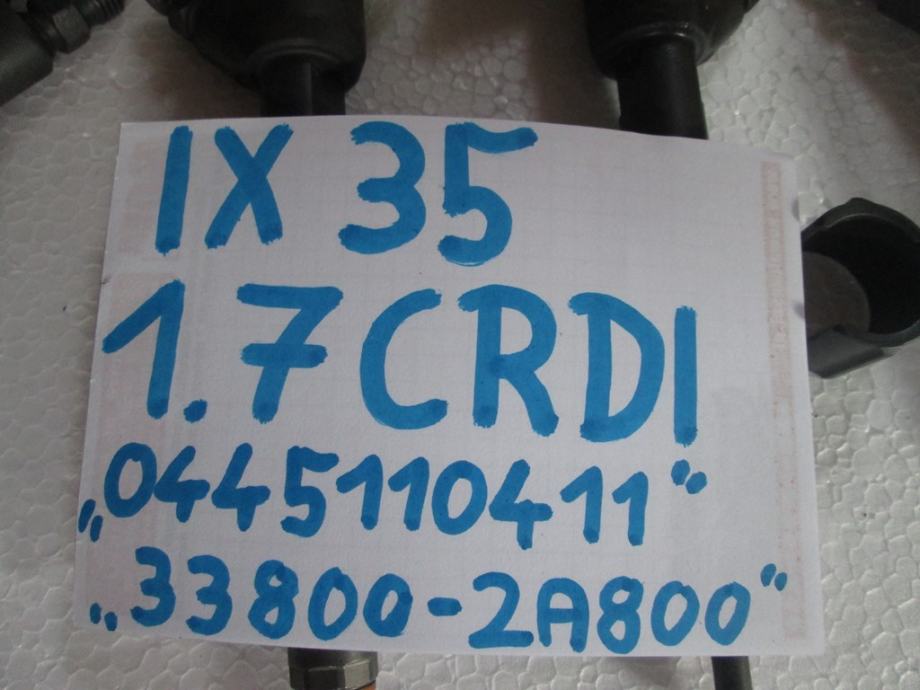 IX 35
1.7 CRDI
„0445110411“
„33800-2A800“